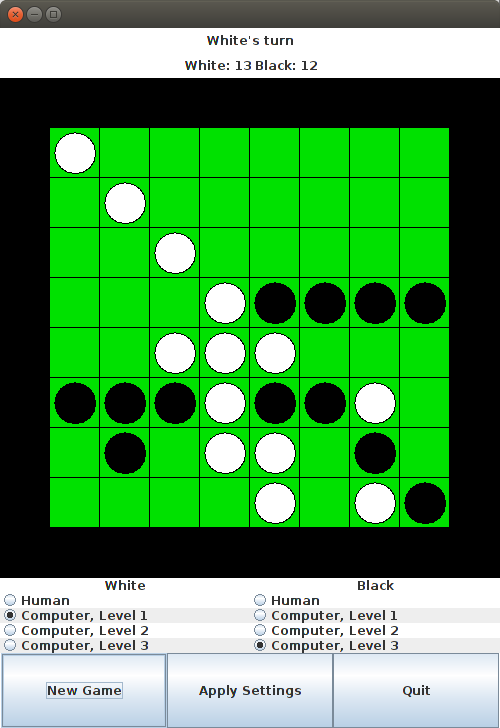 White's turn
White: 13 Black: 12
White Black
Human Human
Computer, Level 1 Computer, Level 1
Computer, Level 2 Computer, Level 2
Computer, Level 3 Computer, Level 3
New Game Apply Settings Quit